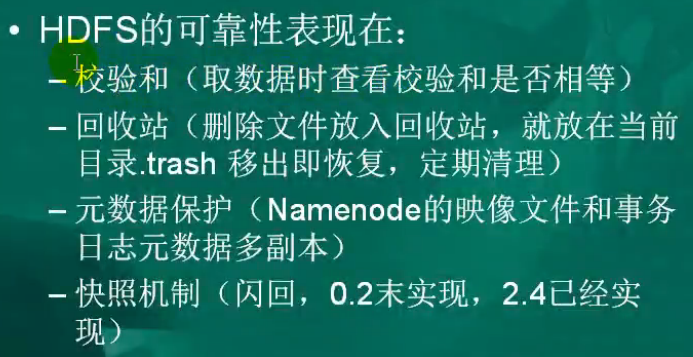 • HDFS的可靠性表现在：
– 校验和（取数据时查看校验和是否相等）
– 回收站（删除文件放入回收站，就放在当前
目录.trash 移出即恢复，定期清理）
– 元数据保护（Namenode的映像文件和事务
日志元数据多副本）
– 快照机制（闪回，0.2末实现，2.4已经实
现）